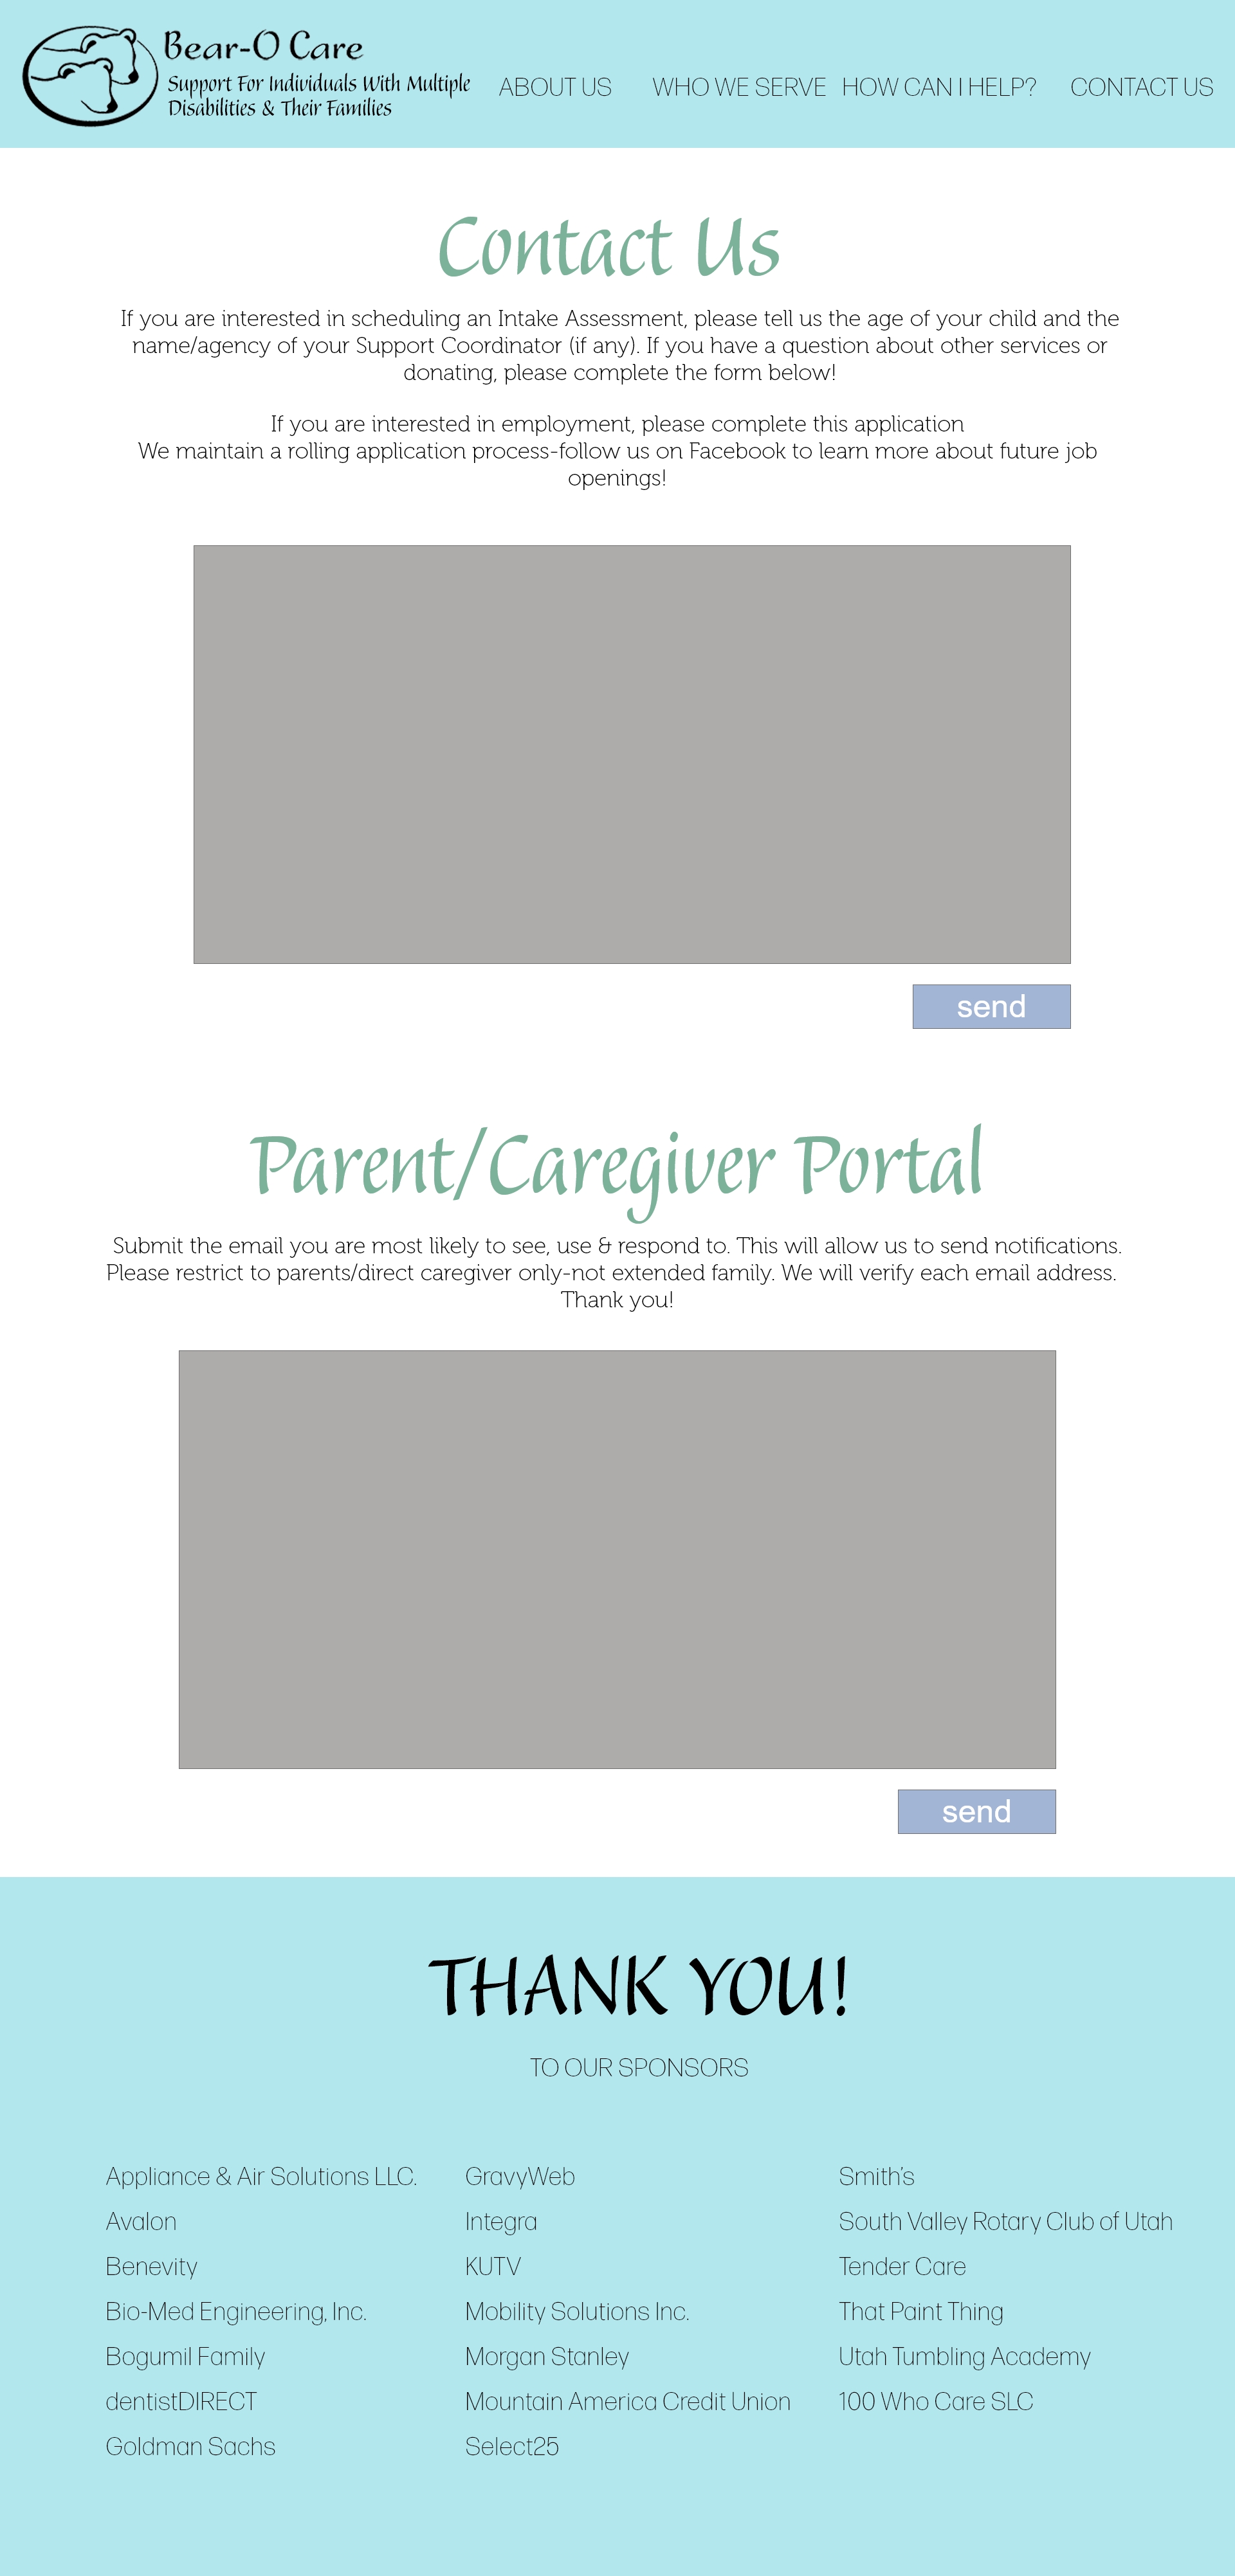 Bear-O Care
Support For Individuals With Multiple
Disabilities & Their Families
ABOUT US WHO WE SERVE HOW CAN I HELP? CONTACT US
Contact Us
If you are interested in scheduling an Intake Assessment, please tell us the age of your child and the
name/agency of your Support Coordinator (if any). If you have a question about other services or
donating, please complete the form below!
If you are interested in employment, please complete this application
We maintain a rolling application process-follow us on Facebook to learn more about future job
openings!
send
Parent/Caregiver Portal
Submit the email you are most likely to see, use & respond to. This will allow us to send notifications.
Please restrict to parents/direct caregiver only-not extended family. We will verify each email address.
Thank you!
send
THANK YOU!
TO OUR SPONSORS
Appliance & Air Solutions LLC.
Avalon
Benevity
Bio-Med Engineering, Inc.
Bogumil Family
dentistDIRECT
Goldman Sachs
GravyWeb
Integra
KUTV
Mobility Solutions Inc.
Morgan Stanley
Mountain America Credit Union
Select25
Smith's
South Valley Rotary Club of Utah
Tender Care
That Paint Thing
Utah Tumbling Academy
100 Who Care SLC